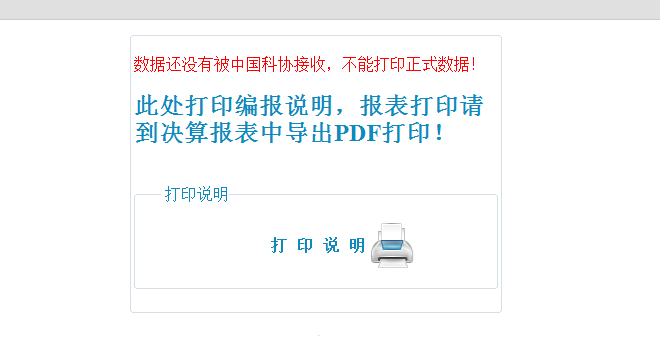 数据还没有被中国科协接收，不能打印正式数据！
此处打印编报说明，报表打印请
到决算报表中导出PDF打印！
打印说明
打 印 说 明